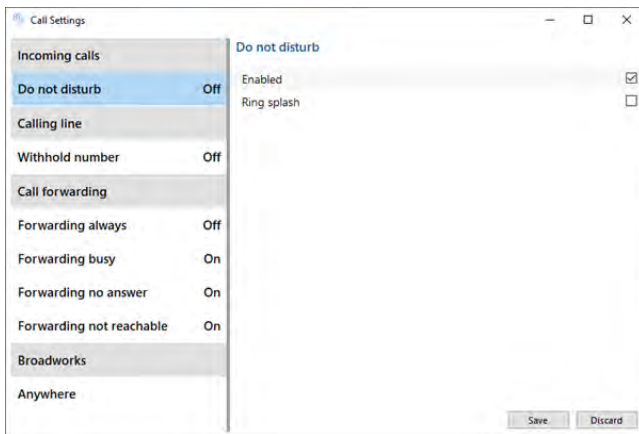 Call Settings
Incoming calls
Do not disturb Off
Calling line
Withhold number Off
Call forwarding
Forwarding always Off
Forwarding busy On
Forwarding no answer On
Forwarding not reachable On
Broadworks
Anywhere
Do not disturb
Enabled
Ring splash
Save Discard